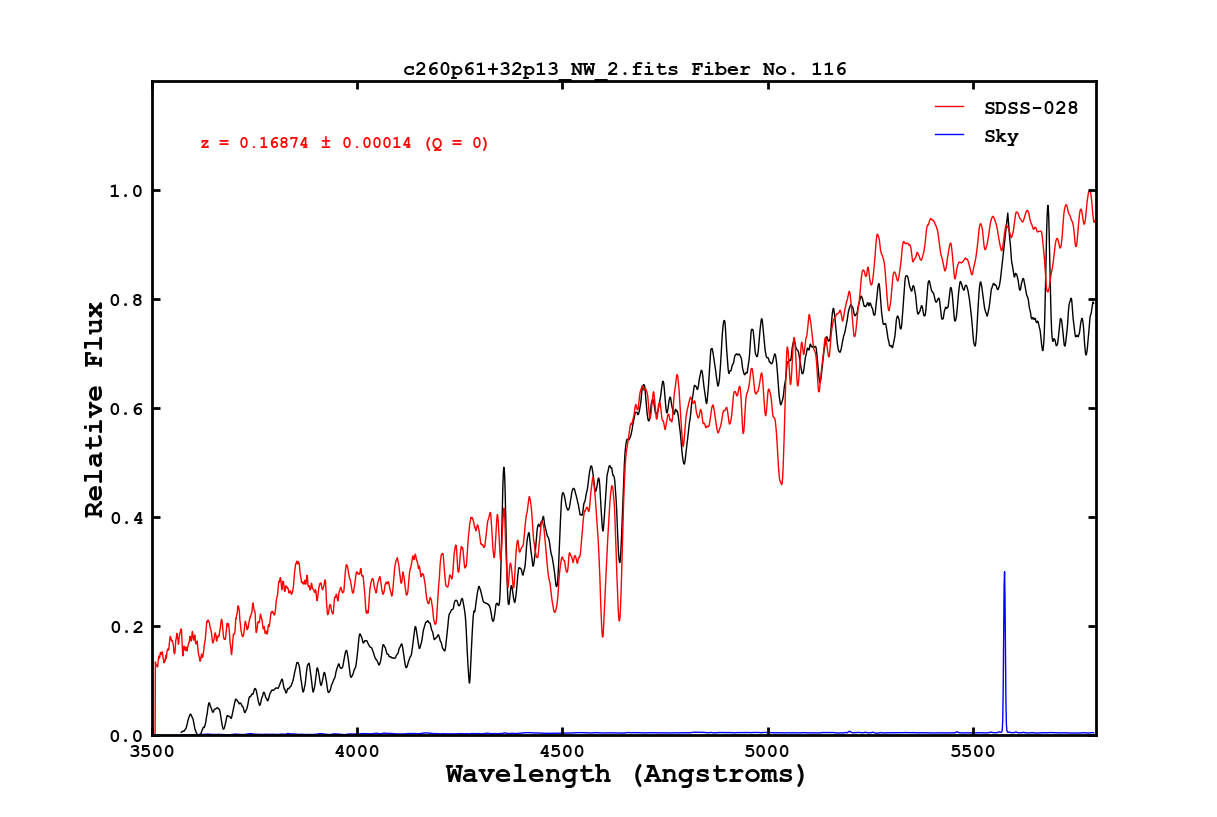 c260p61+32p13_NW_2.fits Fiber No. 116
SDSS-028
Sky
z = 0.16874 ± 0.00014 (Q = 0)
1.0
0.8
0.6
0.4
0.2
0.0
Relative Flux
3500 4000 4500 5000 5500
Wavelength (Angstroms)